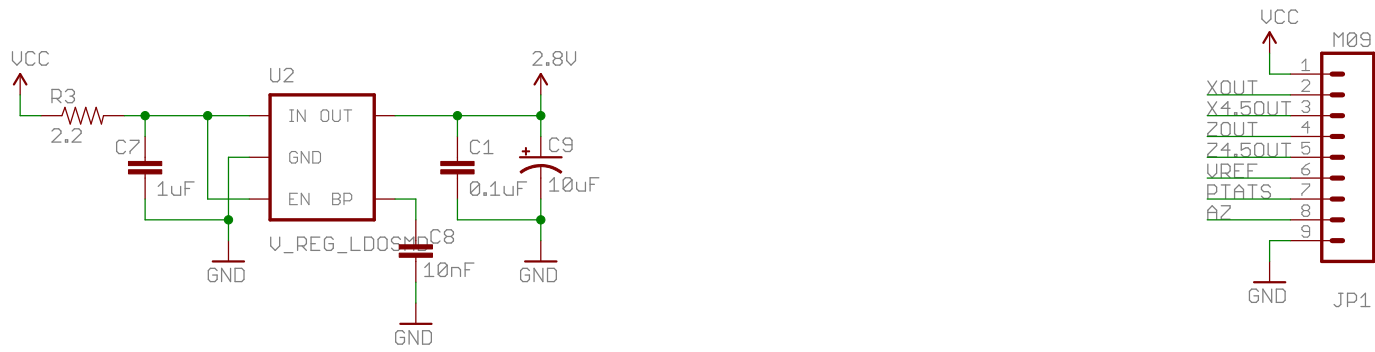 VCC
R3
2.2
C7
1uF
GND
U2
IN OUT
GND
EN BP
V_REG_LDOSMD
C8
10nF
GND
2.8V
C1
0.1uF
C9
+
10uF
GND
VCC
M09
1
XOUT 2
X4.5OUT 3
ZOUT 4
Z4.5OUT 5
VREF 6
PTATS 7
AZ 8
9
GND
JP1